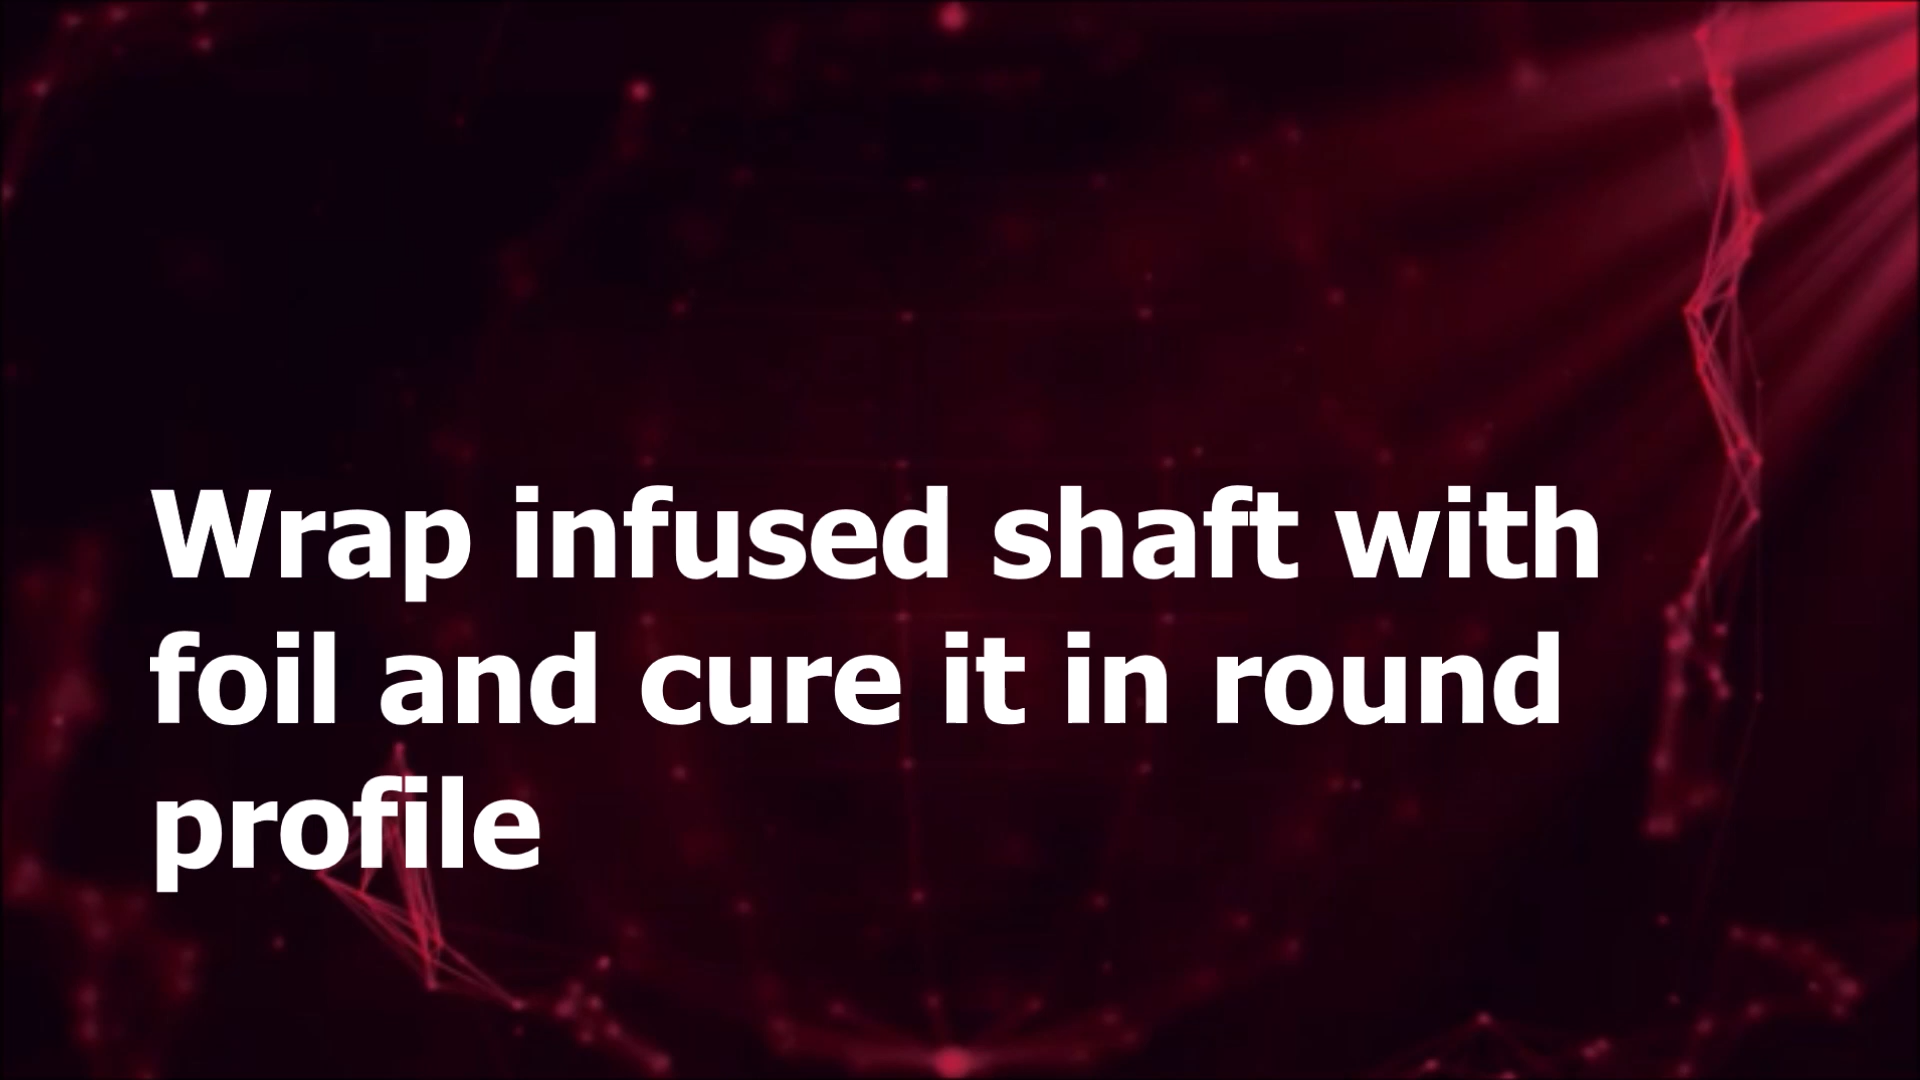 Wrap infused shaft with
foil and cure it in round
profile